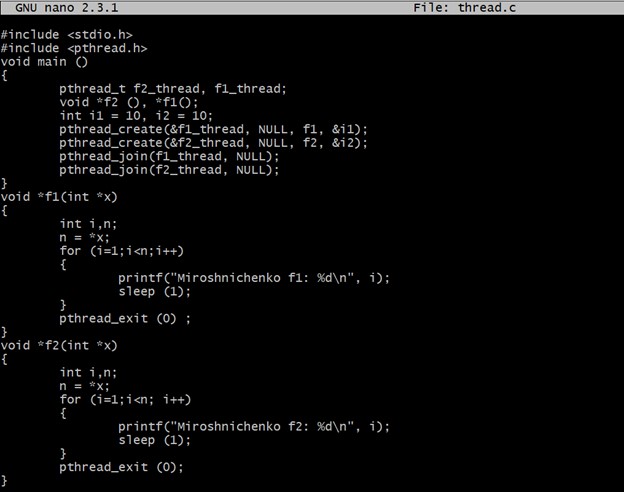 GNU nano 2.3.1 File: thread.c
#include <stdio.h>
#include <pthread.h>
void main ()
{
pthread_t f2_thread, f1_thread;
void *f2 (), *f1();
int i1 = 10, i2 = 10;
pthread_create(&f1_thread, NULL, f1, &i1);
pthread_create(&f2_thread, NULL, f2, &i2);
pthread_join(f1_thread, NULL);
pthread_join(f2_thread, NULL);
}
void *f1(int *x)
{
int i,n;
n = *x;
for (i=1;i<n;i++)
{
printf("Miroshnichenko f1: %d\n", i);
sleep (1);
}
pthread_exit (0) ;
}
void *f2(int *x)
{
int i,n;
n = *x;
for (i=1;i<n; i++)
{
printf("Miroshnichenko f2: %d\n", i);
sleep (1);
}
pthread_exit (0);
}